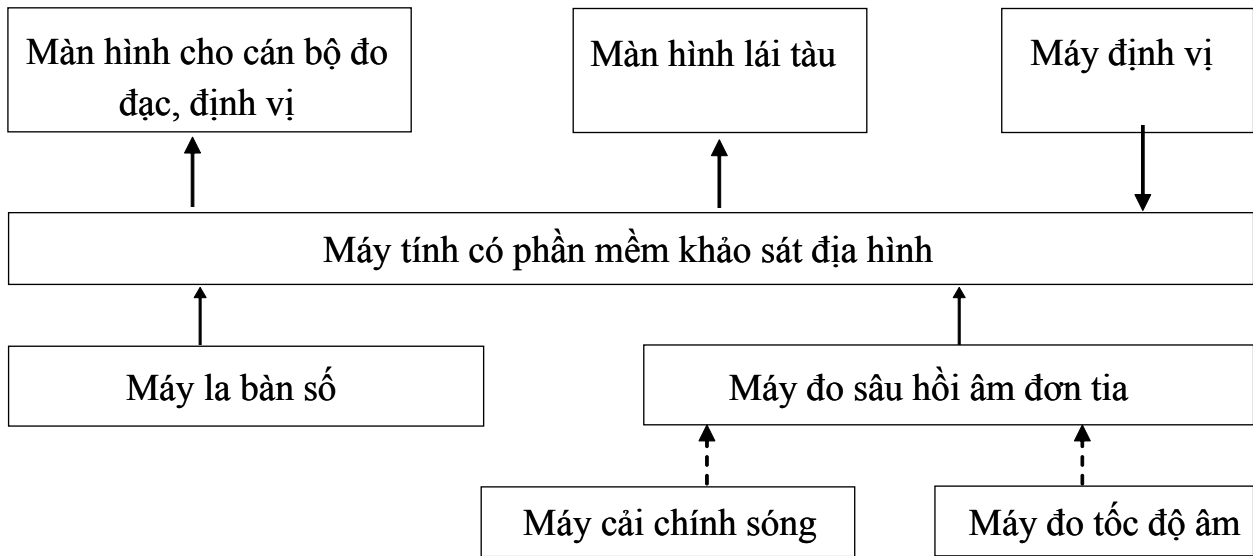 Màn hình cho cán bộ đo
đạc, định vị
Màn hình lái tàu
Máy định vị
Máy tính có phần mềm khảo sát địa hình
Máy la bàn số
Máy đo sâu hồi âm đơn tia
Máy cải chính sóng
Máy đo tốc độ âm